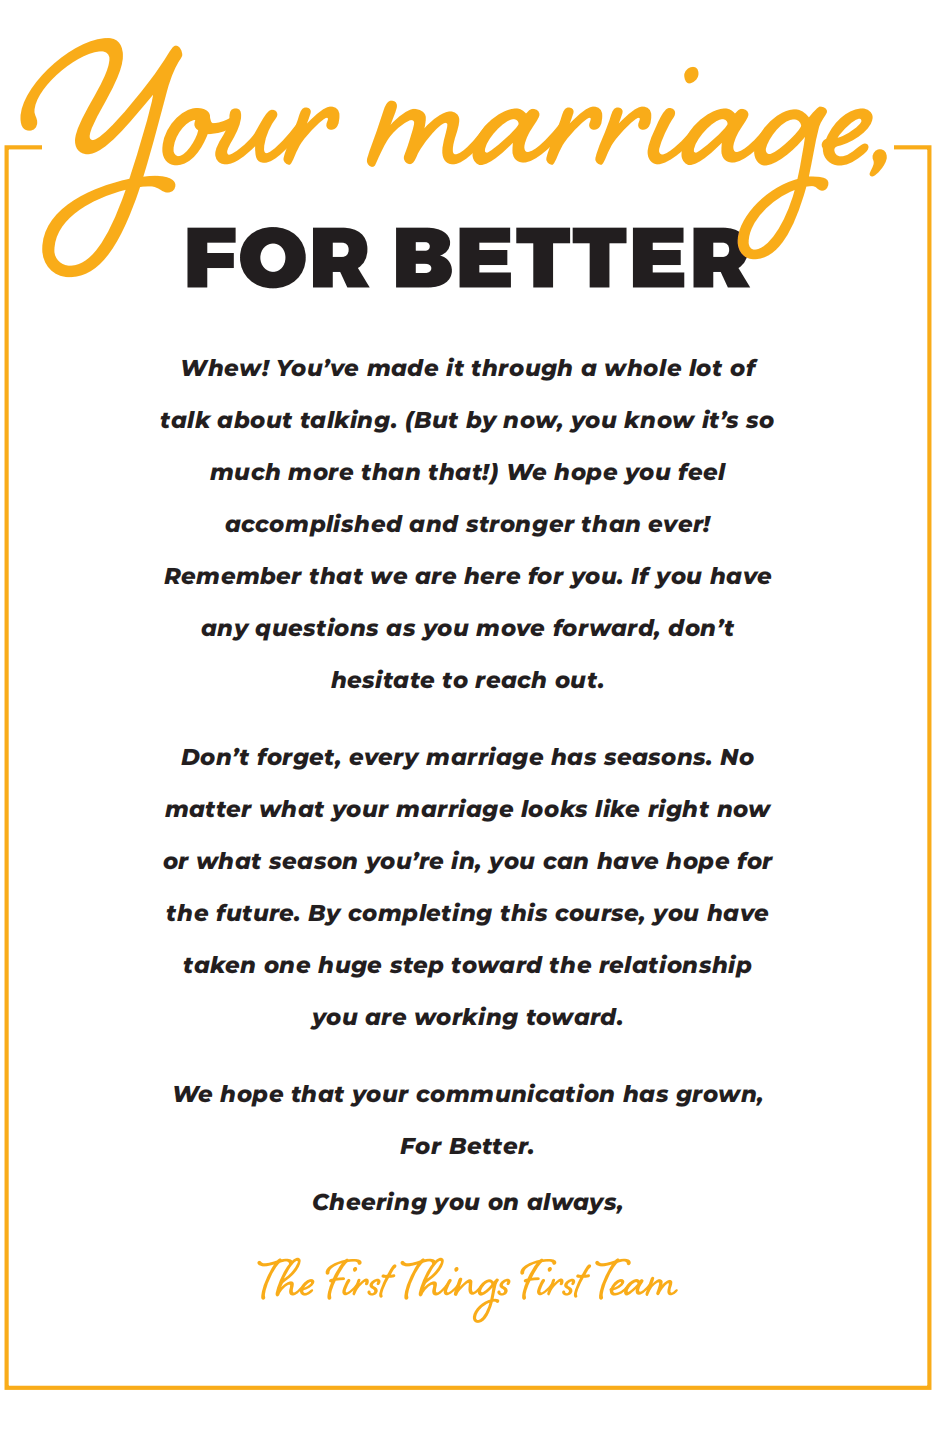 Your marriage,
FOR BETTER
Whew! You’ve made it through a whole lot of
talk about talking. (But by now, you know it’s so
much more than that!) We hope you feel
accomplished and stronger than ever!
Remember that we are here for you. If you have
any questions as you move forward, don’t
hesitate to reach out.
Don’t forget, every marriage has seasons. No
matter what your marriage looks like right now
or what season you’re in, you can have hope for
the future. By completing this course, you have
taken one huge step toward the relationship
you are working toward.
We hope that your communication has grown,
For Better.
Cheering you on always,
The First Things First Team